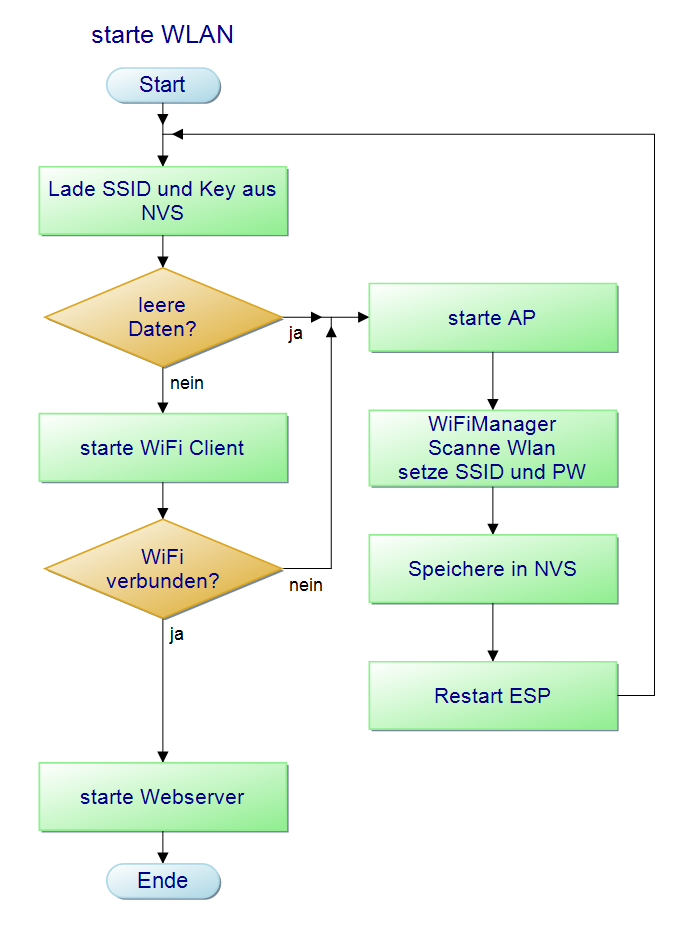 starte WLAN
Start
Lade SSID und Key aus
NVS
leere
Daten?
ja
nein
starte WiFi Client
WiFi
verbunden?
nein
ja
starte AP
WiFiManager
Scanne Wlan
setze SSID und PW
Speichere in NVS
Restart ESP
starte Webserver
Ende